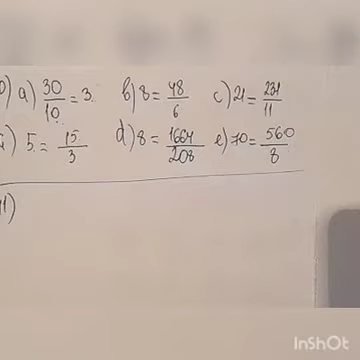 a) 30/10 = 3 b) 8 = 48/6 c) 21 = 231/11
5 = 15/3 d) 8 = 1664/208 e) 70 = 560/8
InShOt